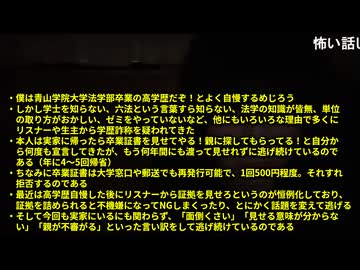 怖い話し
・僕は青山学院大学法学部卒業の高学歴だぞ！とよく自慢するめじろう
・しかし学士を知らない、六法という言葉すら知らない、法学の知識が皆無、単位
の取り方がおかしい、ゼミをやっていないなど、他にもいろいろな理由で多くに
リスナーや生主から学歴詐称を疑われてきた
・本人は実家に帰ったら卒業証書を見せてやる！親に探してもらってる！と自分か
ら何度も宣言してきたが、もう何年間にも渡って見せれずに逃げ続けているので
ある（年に4～5回帰省）
・ちなみに卒業証書は大学窓口や郵送でも再発行可能で、1回500円程度。それすれ
拒否するのである
・最近は高学歴自慢した後にリスナーから証拠を見せろというのが恒例化しており、
証拠を詰められると不機嫌になってNGしまくったり、とにかく話題を変えて逃げる
・そして今回も実家にいるにも関わらず、「面倒くさい」「見せる意味が分からな
い」「親が不審がる」といった言い訳をして逃げ続けているのである